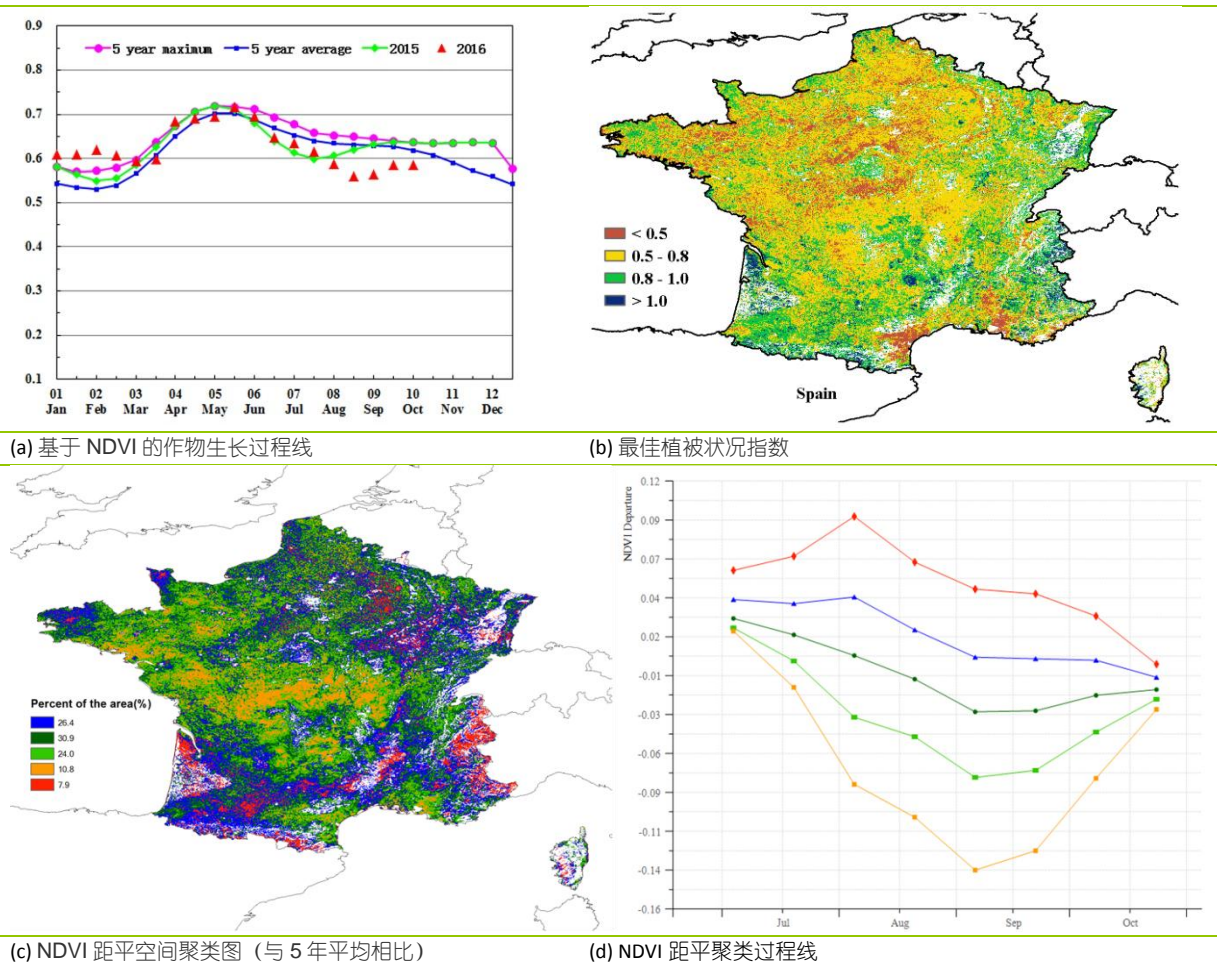 0.9
0.8
0.7
0.6
0.5
0.4
0.3
0.2
0.1
5 year maximum 5 year average 2015 2016
01 02 03 04 05 06 07 08 09 10 11 12
Jan Feb Mar Apr May Jun Jul Aug Sep Oct Nov Dec
< 0.5
0.5 - 0.8
0.8 - 1.0
> 1.0
Spain
(a) 基于 NDVI 的作物生长过程线
(b) 最佳植被状况指数
Percent of the area(%)
26.4
30.9
24.0
10.8
7.9
NDVI Departure
0.12
0.09
0.07
0.04
0.02
-0.01
-0.03
-0.06
-0.09
-0.11
-0.14
-0.16
Jul Aug Sep Oct
(c) NDVI 距平空间聚类图（与 5 年平均相比）
(d) NDVI 距平聚类过程线